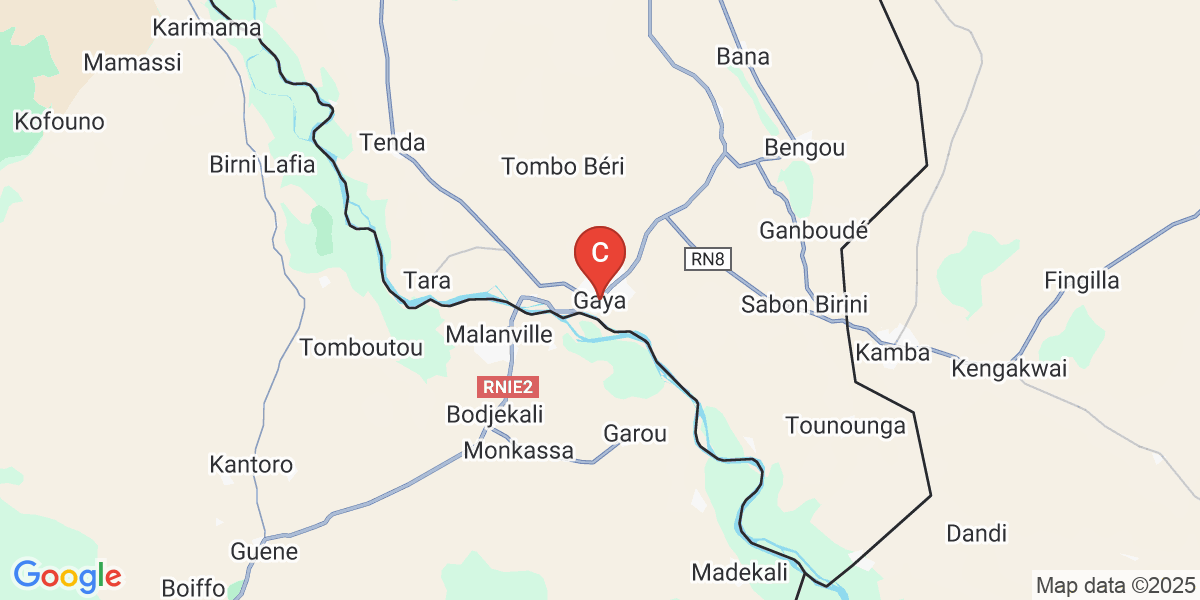 Karimama
Mamassi
Bana
Kofouno
Tenda
Bengou
Birni Lafia
Tombo Béri
Ganboudé
C
RN8
Tara
Fingilla
Gaya
Sabon Birini
Malanville
Tomboutou
Kamba
Kengakwai
RNIE2
Bodjekali
Tounounga
Garou
Monkassa
Kantoro
Dandi
Guene
Madekali
Google
Boiffo
Map data ©2025